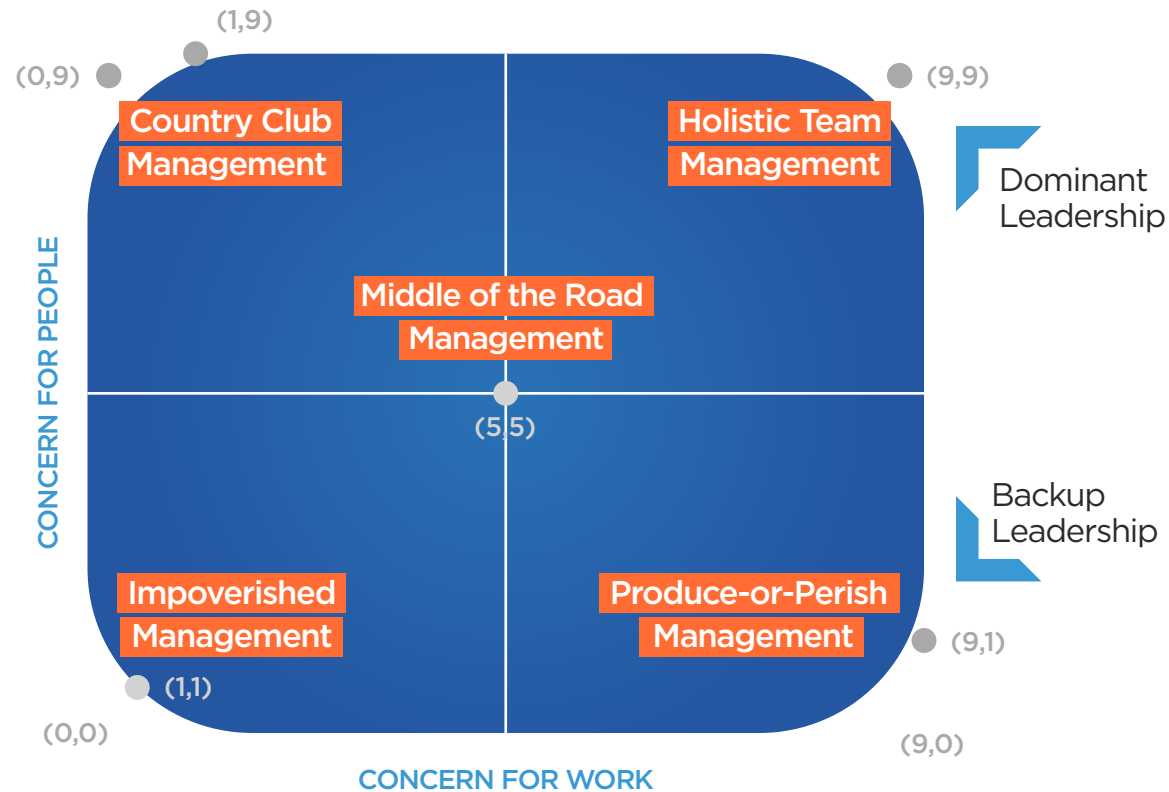 (1,9)
(0,9)
(9,9)
Country Club
Management
Holistic Team
Management
Dominant
Leadership
CONCERN FOR PEOPLE
Middle of the Road
Management
(5,5)
Backup
Leadership
Impoverished
Management
Produce-or-Perish
Management
(9,1)
(1,1)
(0,0)
(9,0)
CONCERN FOR WORK